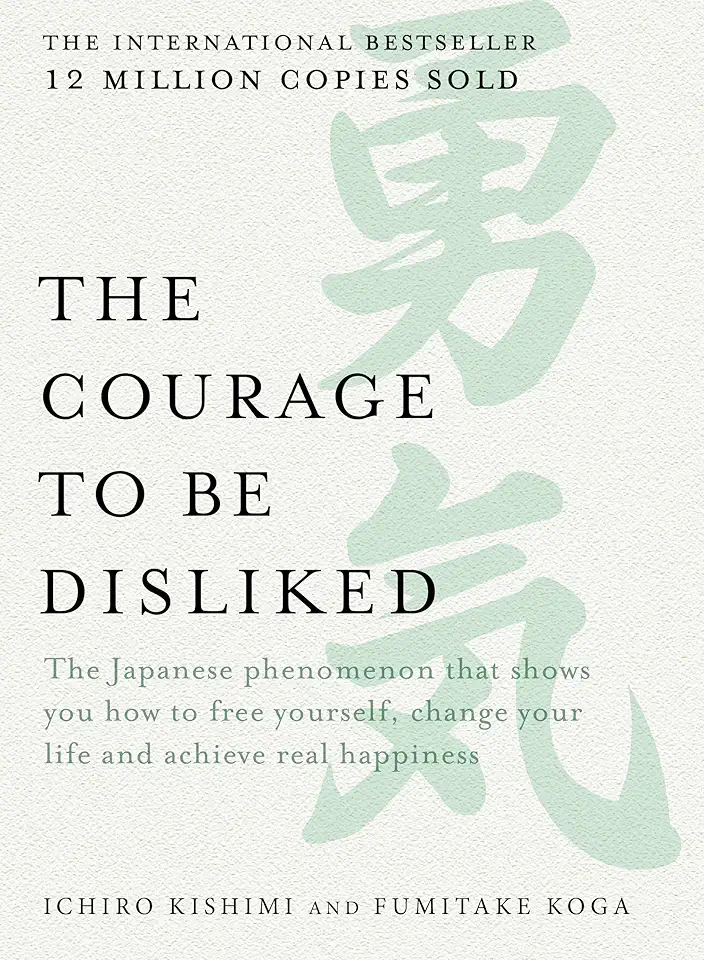 THE INTERNATIONAL BESTSELLER
12 MILLION COPIES SOLD
勇気
THE
COURAGE
TO BE
DISLIKED
The Japanese phenomenon that shows
you how to free yourself, change your
life and achieve real happiness
ICHIRO KISHIMI AND FUMITAKE KOGA